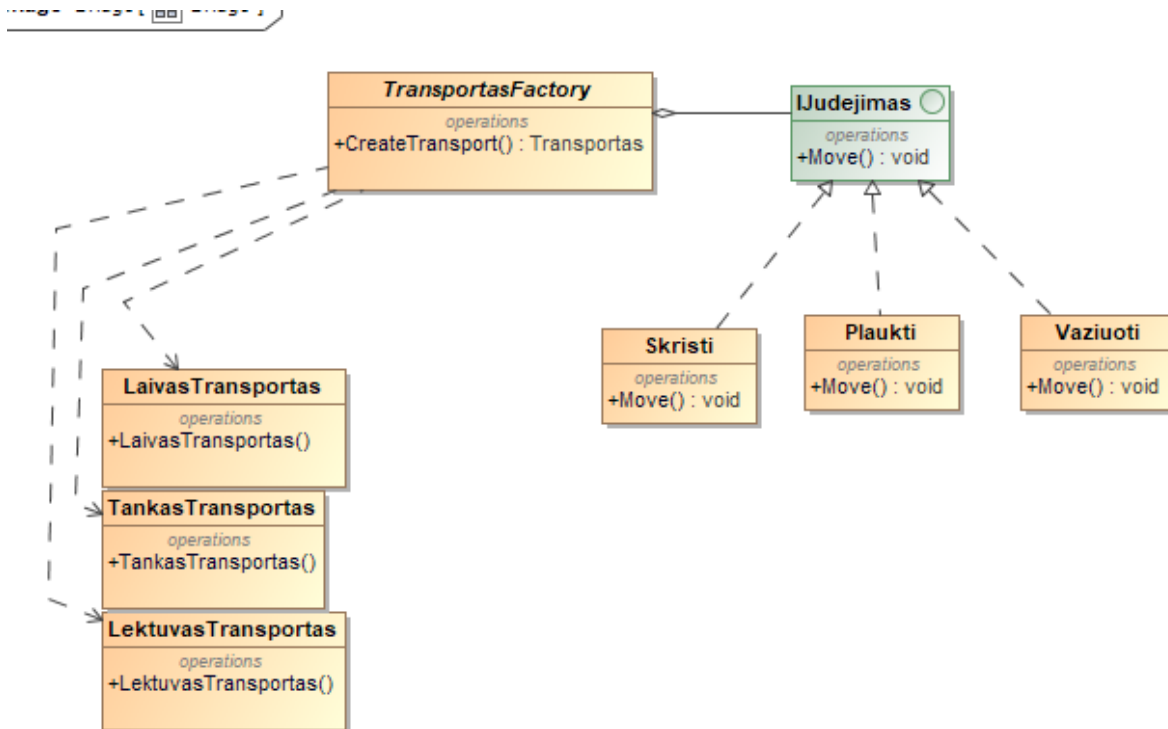 TransportasFactory
operations
+CreateTransport() : Transportas
IJudejimas
operations
+Move() : void
Skristi
operations
+Move() : void
Plaukti
operations
+Move() : void
Vaziuoti
operations
+Move() : void
LaivasTransportas
operations
+LaivasTransportas()
TankasTransportas
operations
+TankasTransportas()
LektuvasTransportas
operations
+LektuvasTransportas()